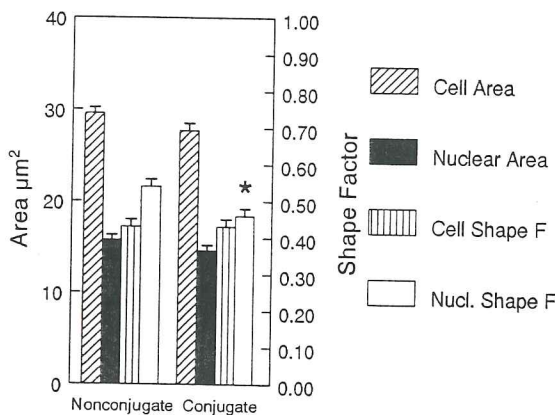 40
30
20
10
0
Area µm²
1.00
0.90
0.80
0.70
0.60
0.50
0.40
0.30
0.20
0.10
0.00
Shape Factor
*
Nonconjugate Conjugate
Cell Area
Nuclear Area
Cell Shape F
Nucl. Shape F